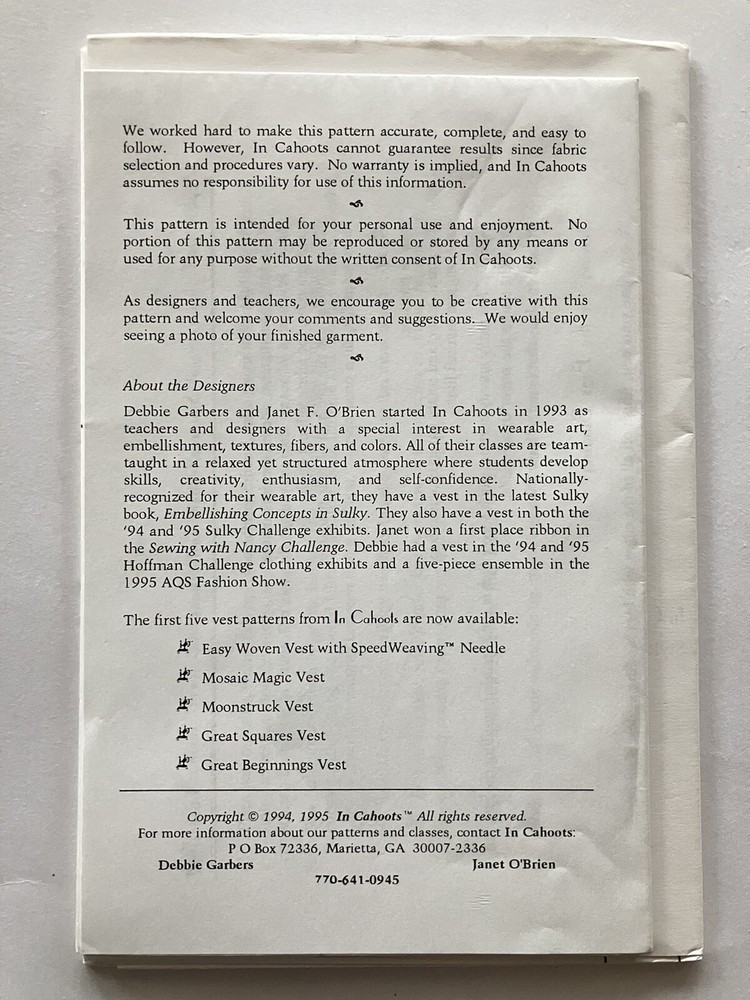 We worked hard to make this pattern accurate, complete, and easy to
follow. However, In Cahoots cannot guarantee results since fabric
selection and procedures vary. No warranty is implied, and In Cahoots
assumes no responsibility for use of this information.
This pattern is intended for your personal use and enjoyment. No
portion of this pattern may be reproduced or stored by any means or
used for any purpose without the written consent of In Cahoots.
As designers and teachers, we encourage you to be creative with this
pattern and welcome your comments and suggestions. We would enjoy
seeing a photo of your finished garment.
About the Designers
Debbie Garbers and Janet F. O'Brien started In Cahoots in 1993 as
teachers and designers with a special interest in wearable art,
embellishment, textures, fibers, and colors. All of their classes are team-
taught in a relaxed yet structured atmosphere where students develop
skills, creativity, enthusiasm, and self-confidence. Nationally-
recognized for their wearable art, they have a vest in the latest Sulky
book, Embellishing Concepts in Sulky. They also have a vest in both the
'94 and '95 Sulky Challenge exhibits. Janet won a first place ribbon in
the Sewing with Nancy Challenge. Debbie had a vest in the '94 and '95
Hoffman Challenge clothing exhibits and a five-piece ensemble in the
1995 AQS Fashion Show.
The first five vest patterns from In Cahoots are now available:
Easy Woven Vest with SpeedWeaving™ Needle
Mosaic Magic Vest
Moonstruck Vest
Great Squares Vest
Great Beginnings Vest
Copyright © 1994, 1995 In Cahoots™ All rights reserved.
For more information about our patterns and classes, contact In Cahoots:
P O Box 72336, Marietta, GA 30007-2336
Debbie Garbers Janet O'Brien
770-641-0945